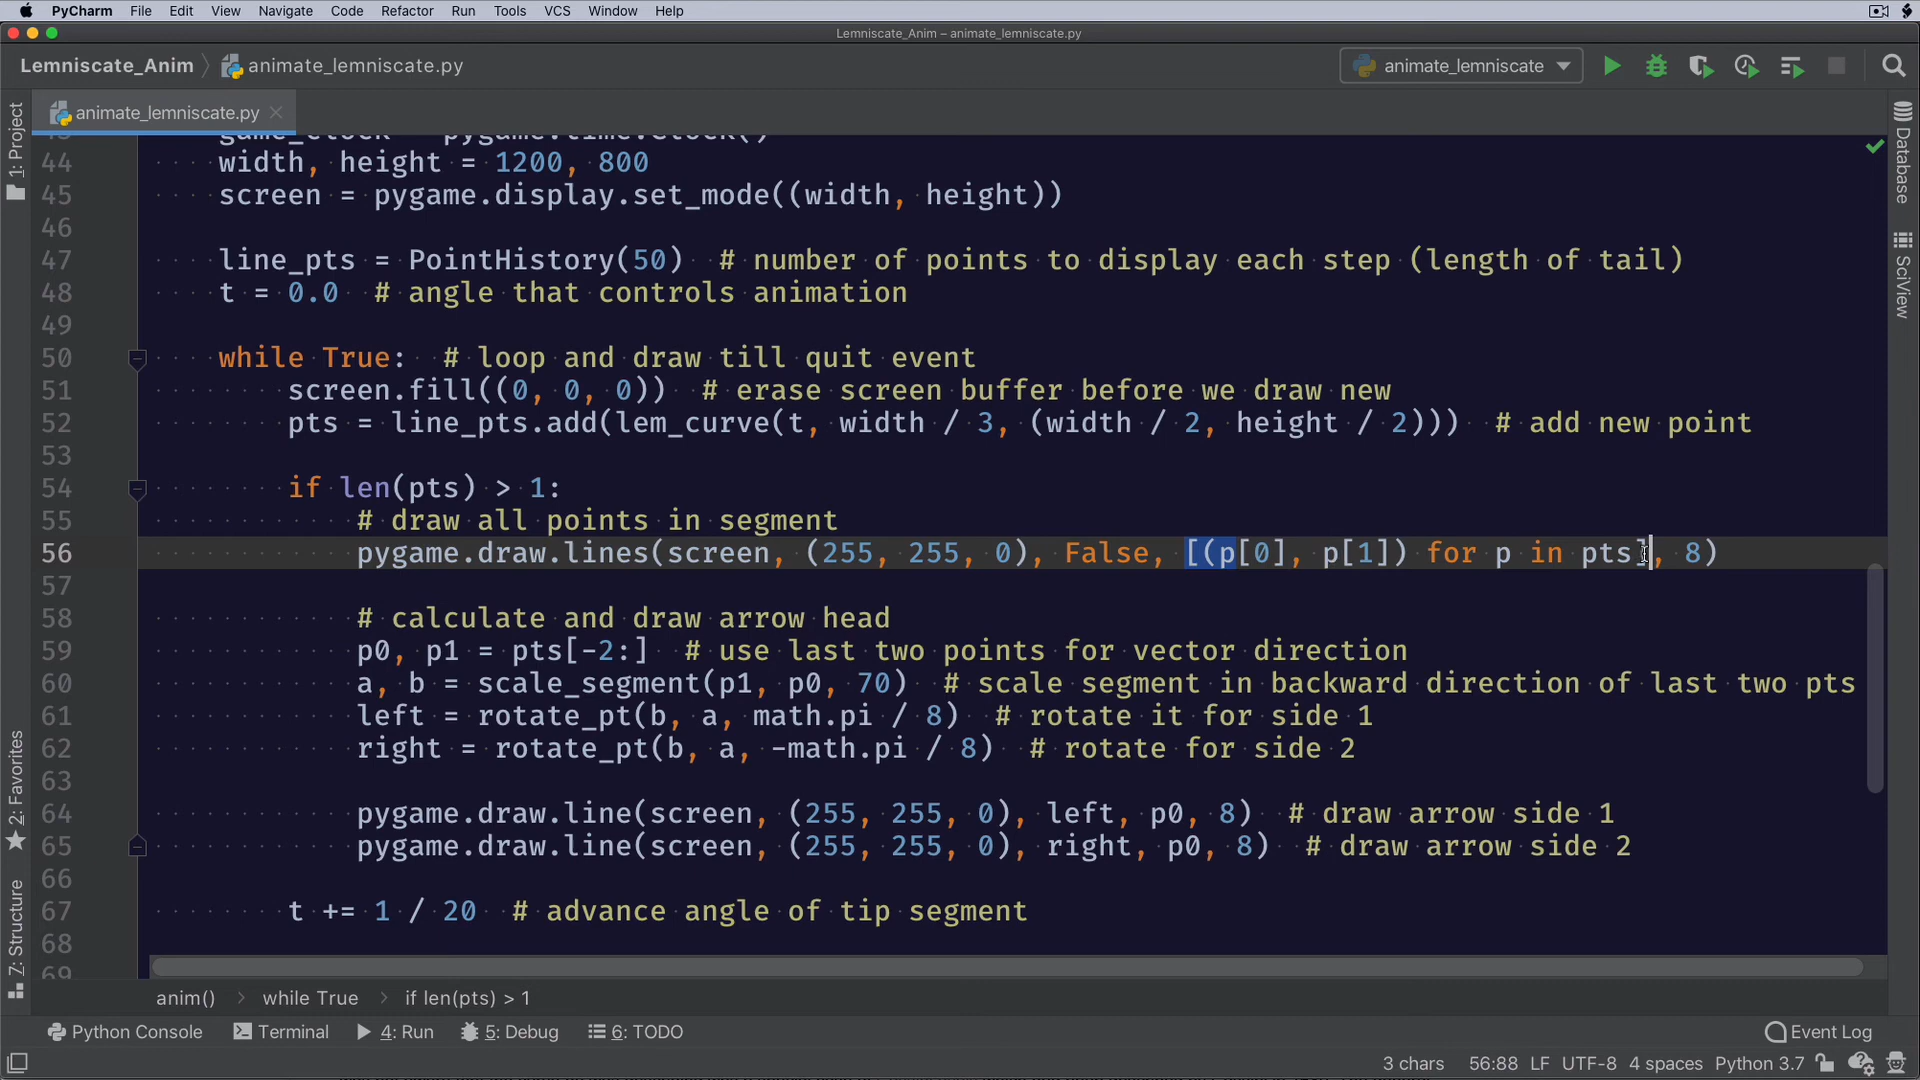 PyCharm File Edit View Navigate Code Refactor Run Tools VCS Window Help
Lemniscate_Anim – animate_lemniscate.py
Lemniscate_Anim animate_lemniscate.py animate_lemniscate
animate_lemniscate.py
1: Project
Database
SciView
2: Favorites
7: Structure
game_clock = pygame.time.Clock()
44 width, height = 1200, 800
45 screen = pygame.display.set_mode((width, height))
46
47 line_pts = PointHistory(50) # number of points to display each step (length of tail)
48 t = 0.0 # angle that controls animation
49
50 while True: # loop and draw till quit event
51 screen.fill((0, 0, 0)) # erase screen buffer before we draw new
52 pts = line_pts.add(lem_curve(t, width / 3, (width / 2, height / 2))) # add new point
53
54 if len(pts) > 1:
55 # draw all points in segment
56 pygame.draw.lines(screen, (255, 255, 0), False, [(p[0], p[1]) for p in pts], 8)
57
58 # calculate and draw arrow head
59 p0, p1 = pts[-2:] # use last two points for vector direction
60 a, b = scale_segment(p1, p0, 70) # scale segment in backward direction of last two pts
61 left = rotate_pt(b, a, math.pi / 8) # rotate it for side 1
62 right = rotate_pt(b, a, -math.pi / 8) # rotate for side 2
63
64 pygame.draw.line(screen, (255, 255, 0), left, p0, 8) # draw arrow side 1
65 pygame.draw.line(screen, (255, 255, 0), right, p0, 8) # draw arrow side 2
66
67 t += 1 / 20 # advance angle of tip segment
68
69
anim() while True if len(pts) > 1
Python Console Terminal 4: Run 5: Debug 6: TODO Event Log
3 chars 56:88 LF UTF-8 4 spaces Python 3.7